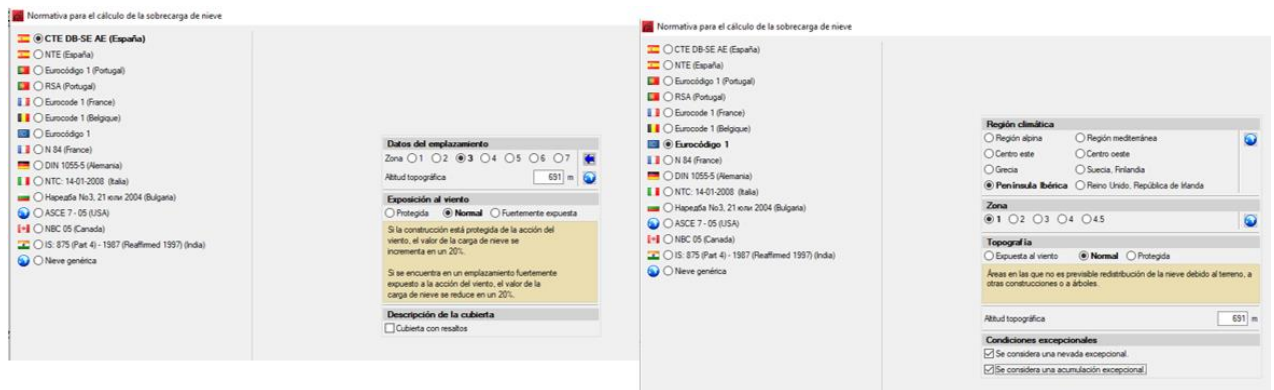 Normativa para el cálculo de la sobrecarga de nieve
CTE DB-SE AE (España)
NTE (España)
Eurocódigo 1 (Portugal)
RSA (Portugal)
Eurocode 1 (France)
Eurocode 1 (Belgique)
Eurocódigo 1
N 84 (France)
DIN 1055-5 (Alemania)
NTC: 14-01-2008 (Italia)
Наредба No3, 21 юли 2004 (Bulgaria)
ASCE 7 - 05 (USA)
NBC 05 (Canada)
IS: 875 (Part 4) - 1987 (Reaffirmed 1997) (India)
Nieve genérica
Datos del emplazamiento
Zona 1 2 3 4 5 6 7
Altitud topográfica 691 m
Exposición al viento
Protegida Normal Fuertemente expuesta
Si la construcción está protegida de la acción del
viento, el valor de la carga de nieve se
incrementa en un 20%.
Si se encuentra en un emplazamiento fuertemente
expuesto a la acción del viento, el valor de la
carga de nieve se reduce en un 20%.
Descripción de la cubierta
Cubierta con resaltos
Normativa para el cálculo de la sobrecarga de nieve
CTE DB-SE AE (España)
NTE (España)
Eurocódigo 1 (Portugal)
RSA (Portugal)
Eurocode 1 (France)
Eurocode 1 (Belgique)
Eurocódigo 1
N 84 (France)
DIN 1055-5 (Alemania)
NTC: 14-01-2008 (Italia)
Наредба No3, 21 юли 2004 (Bulgaria)
ASCE 7 - 05 (USA)
NBC 05 (Canada)
IS: 875 (Part 4) - 1987 (Reaffirmed 1997) (India)
Nieve genérica
Región climática
Región alpina Región mediterránea
Centro este Centro oeste
Grecia Suecia, Finlandia
Península Ibérica Reino Unido, República de Irlanda
Zona
1 2 3 4 4.5
Topografía
Expuesta al viento Normal Protegida
Áreas en las que no es previsible redistribución de la nieve debido al terreno, a
otras construcciones o a árboles.
Altitud topográfica 691 m
Condiciones excepcionales
Se considera una nevada excepcional.
Se considera una acumulación excepcional.